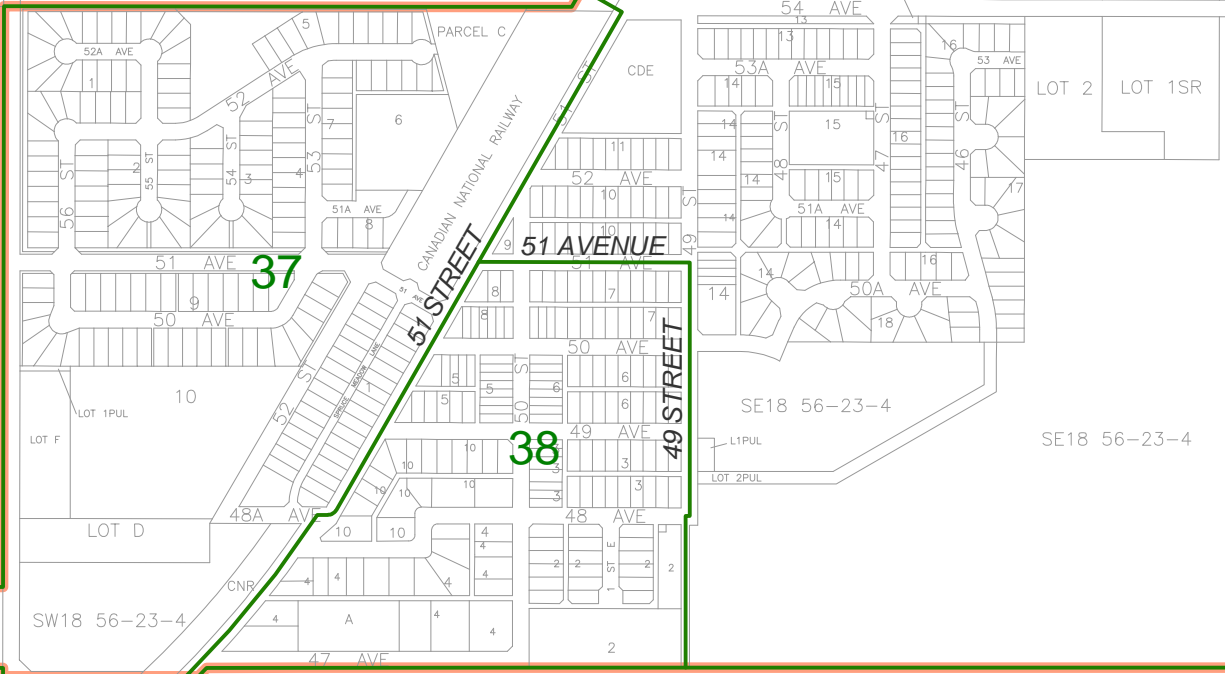 54 AVE
13
5
PARCEL C
13
16
52A AVE
53 AVE
1
52 AVE
CDE
53A AVE
14
15
LOT 2
LOT 1SR
51 ST
53 ST
7
6
CANADIAN NATIONAL RAILWAY
14
48 ST
15
47 ST
16
46 ST
11
14
56 ST
2
55 ST
54 ST
3
4
52 AVE
15
14
17
10
49 ST
51A AVE
8
51A AVE
14
14
10
9
51 AVENUE
51 AVE
37
51 AVE
16
14
51 STREET
51 AVE
8
7
14
50A AVE
9
50 AVE
8
7
18
50 AVE
49 STREET
52 ST
SPRUCE MEADOW LANE
1
5
5
50 ST
6
6
6
10
5
SE18 56-23-4
LOT 1PUL
LOT F
38
49 AVE
L1PUL
SE18 56-23-4
10
10
3
3
LOT 2PUL
10
10
10
3
3
48A AVE
48 AVE
LOT D
10
10
4
4
4
2
2
1 ST E
2
2
CNR
4
4
4
SW18 56-23-4
4
A
4
4
2
47 AVE